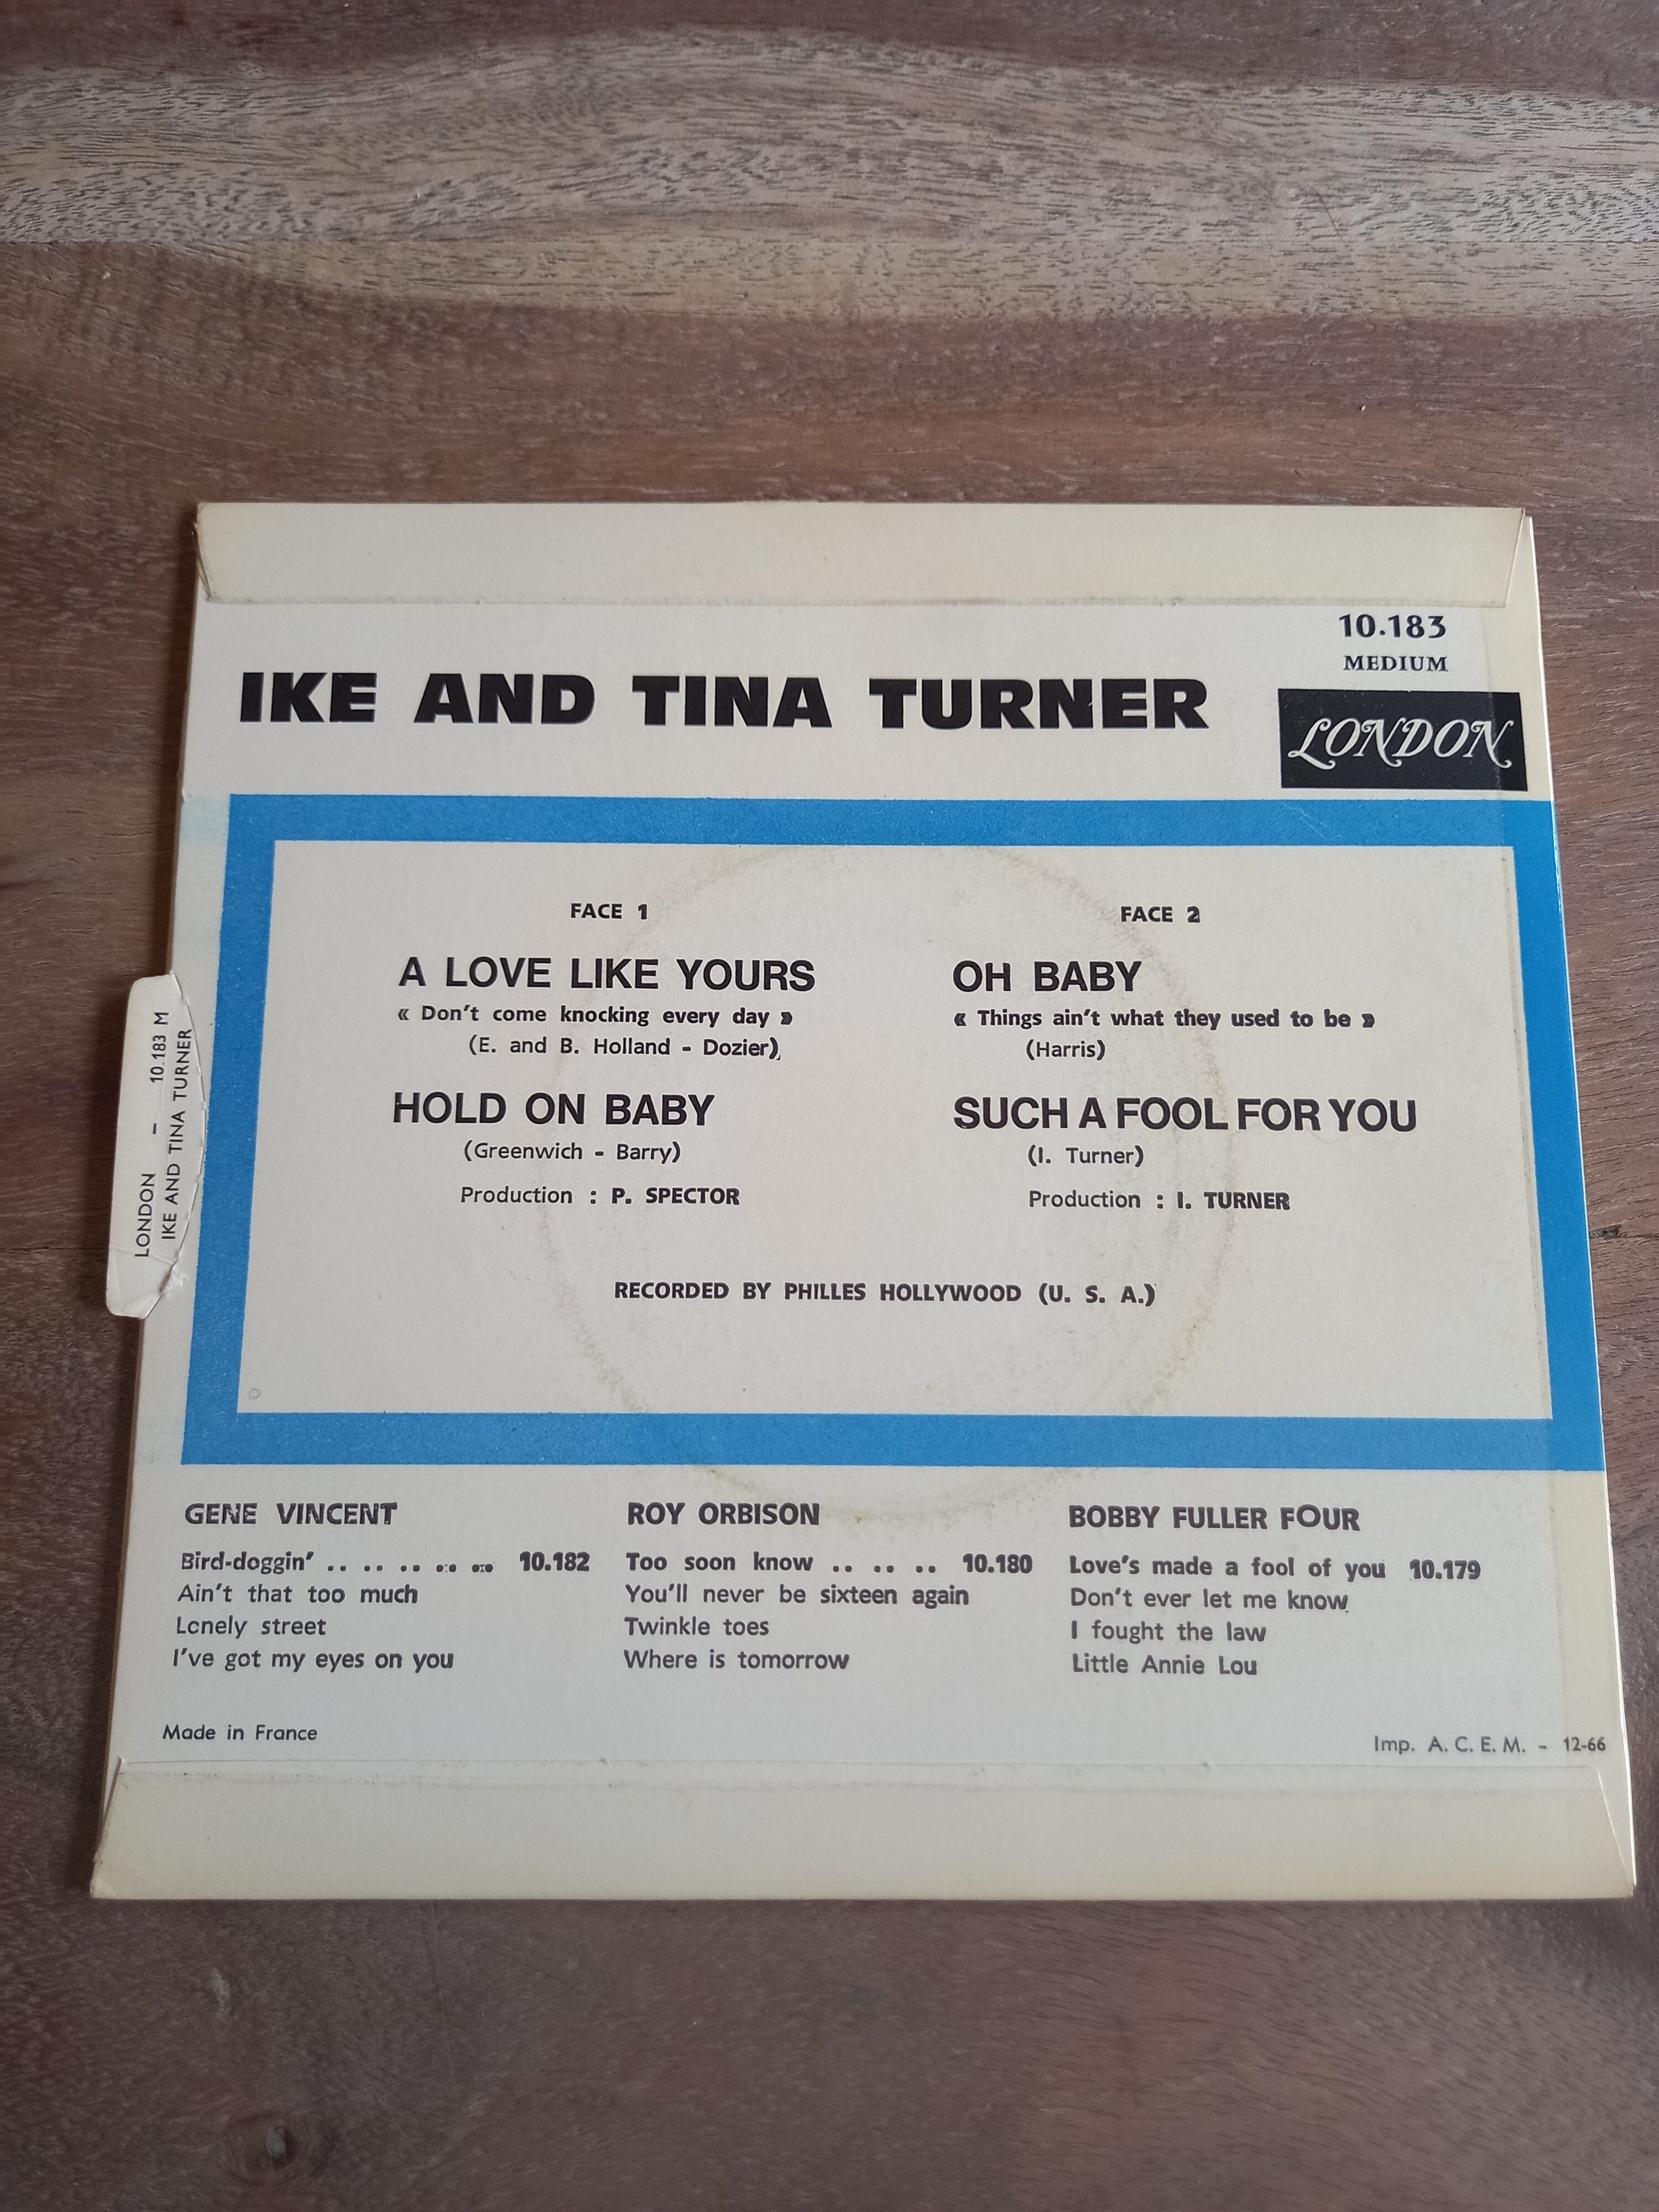 10.183
MEDIUM
IKE AND TINA TURNER
LONDON
LONDON - 10.183 M
IKE AND TINA TURNER
FACE 1
A LOVE LIKE YOURS
« Don't come knocking every day »
(E. and B. Holland - Dozier)
HOLD ON BABY
(Greenwich - Barry)
Production : P. SPECTOR
FACE 2
OH BABY
« Things ain't what they used to be »
(Harris)
SUCH A FOOL FOR YOU
(I. Turner)
Production : I. TURNER
RECORDED BY PHILLES HOLLYWOOD (U. S. A.)
GENE VINCENT
Bird-doggin' .. .. .. .. .. 10.182
Ain't that too much
Lonely street
I've got my eyes on you
ROY ORBISON
Too soon know .. .. .. 10.180
You'll never be sixteen again
Twinkle toes
Where is tomorrow
BOBBY FULLER FOUR
Love's made a fool of you 10.179
Don't ever let me know
I fought the law
Little Annie Lou
Made in France
Imp. A. C. E. M. - 12-66